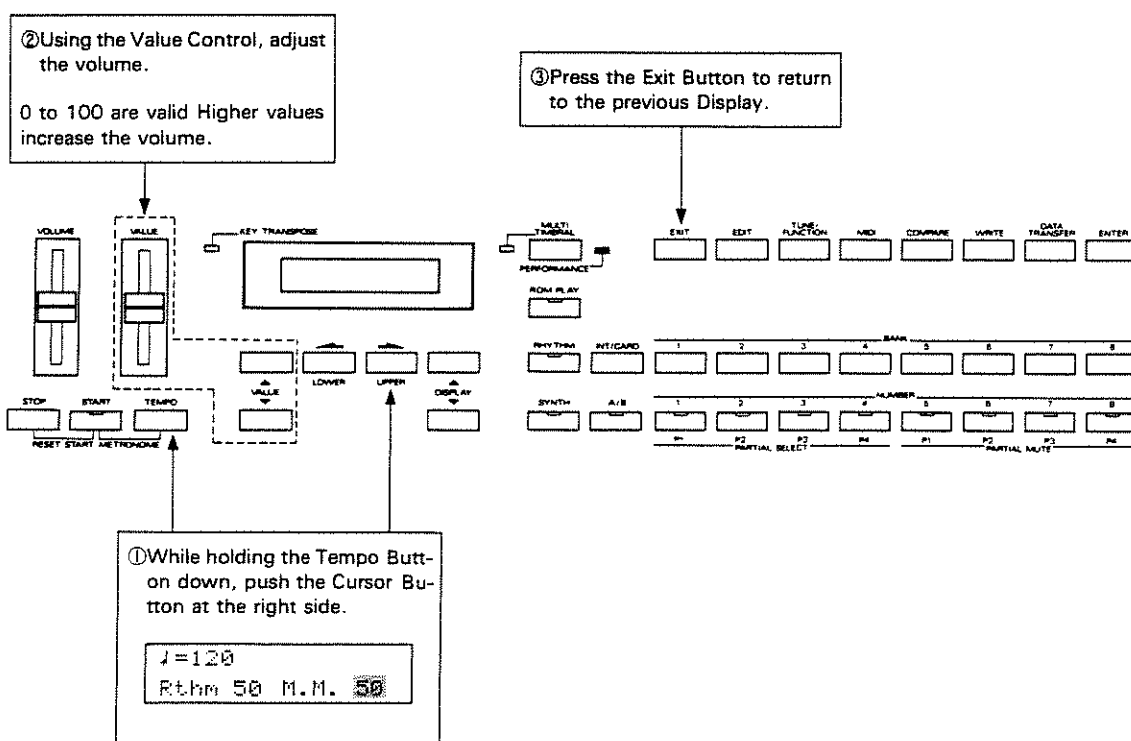 ②Using the Value Control, adjust
the volume.
0 to 100 are valid Higher values
increase the volume.
③Press the Exit Button to return
to the previous Display.
VOLUME
VALUE
KEY TRANSPOSE
MULTI
TIMBRAL
PERFORMANCE
EXIT
EDIT
TUNE/
FUNCTION
MIDI
COMPARE
WRITE
DATA
TRANSFER
ENTER
ROM PLAY
RHYTHM
INT/CARD
BANK
1 2 3 4 5 6 7 8
VALUE
LOWER
UPPER
DISPLAY
STOP
START
TEMPO
RESET START METRONOME
SYNTH
A/B
NUMBER
1 2 3 4 5 6 7 8
P1 P2 P3 P4 P1 P2 P3 P4
PARTIAL SELECT
PARTIAL MUTE
①While holding the Tempo Butt-
on down, push the Cursor Bu-
tton at the right side.
♩=120
Rthm 50 M.M. 50